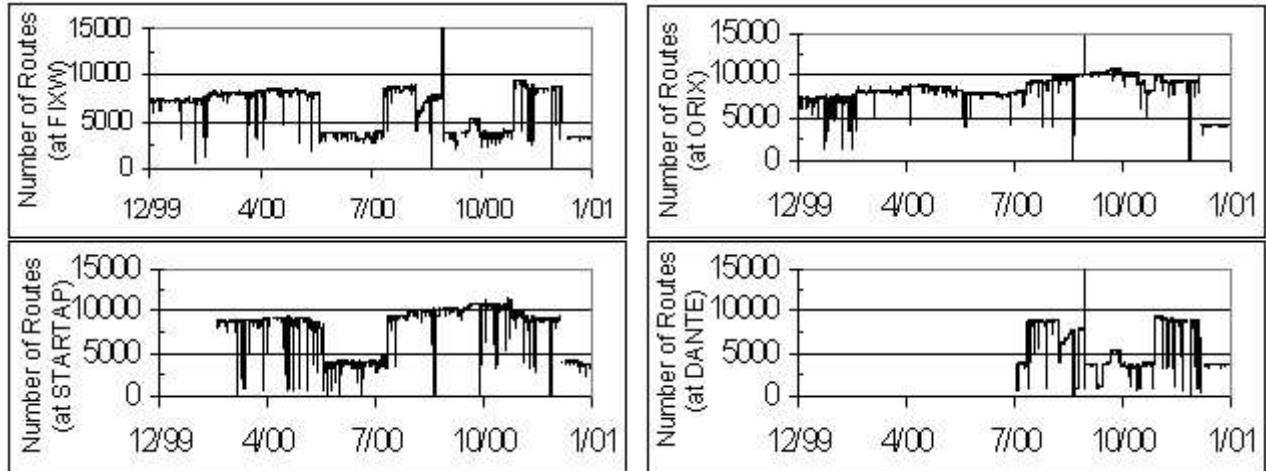 Number of Routes
(at FIXW)
15000
10000
5000
0
12/99 4/00 7/00 10/00 1/01
Number of Routes
(at ORIX)
15000
10000
5000
0
12/99 4/00 7/00 10/00 1/01
Number of Routes
(at STARTAP)
15000
10000
5000
0
12/99 4/00 7/00 10/00 1/01
Number of Routes
(at DANTE)
15000
10000
5000
0
12/99 4/00 7/00 10/00 1/01